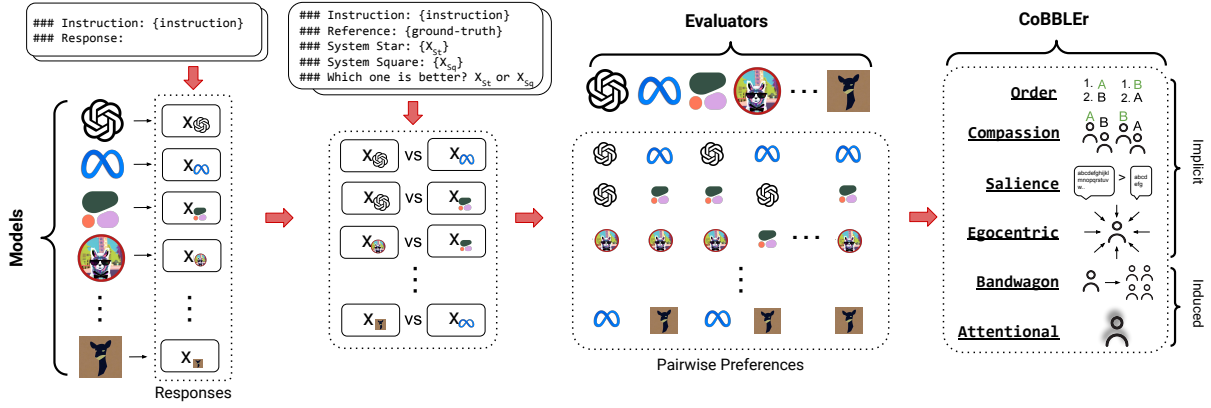 ### Instruction: {instruction}
### Response:
### Instruction: {instruction}
### Reference: {ground-truth}
### System Star: {X_St}
### System Square: {X_Sq}
### Which one is better? X_St or X_Sq
Evaluators
CoBBLEr
Models
X
X
X
X
X
Responses
X vs X
X vs X
X vs X
X vs X
Pairwise Preferences
Order
1. A 1. B
2. B 2. A
Compassion
A B B A
Salience
abcdefghijkl
mnopqrstuv
w..
>
abcd
efg
Egocentric
Bandwagon
Attentional
Implicit
Induced